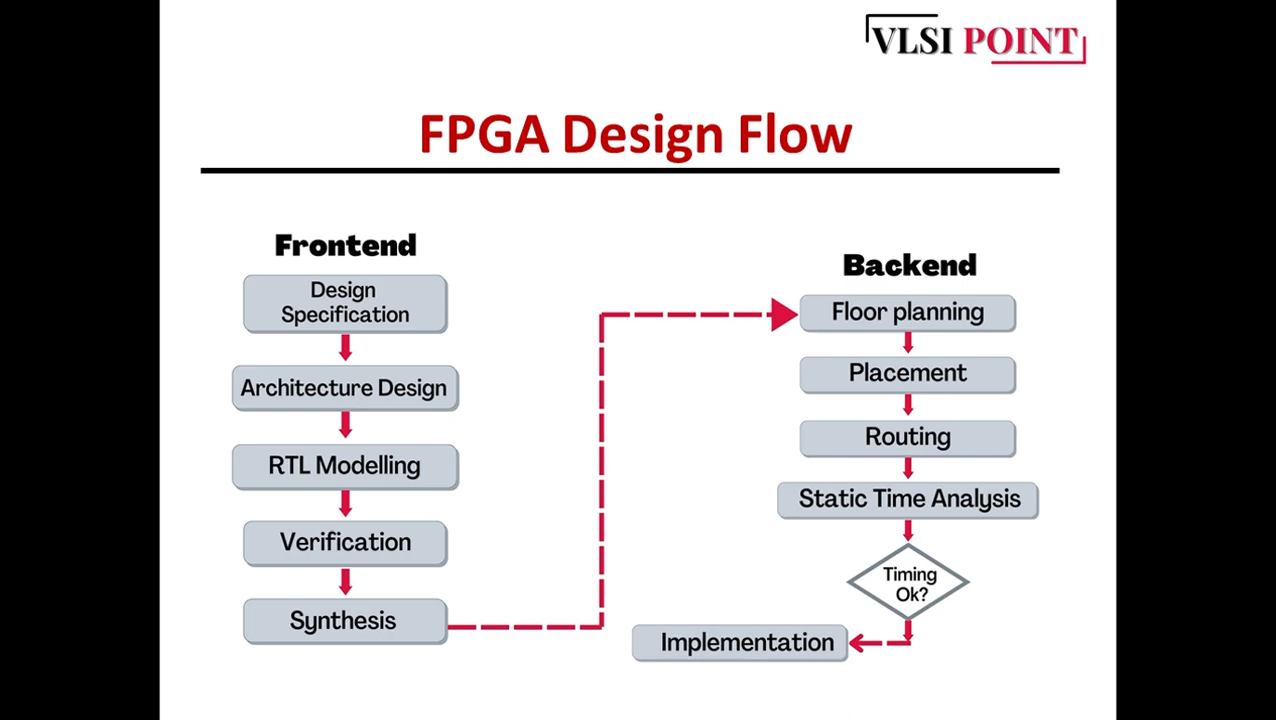 VLSI POINT
FPGA Design Flow
Frontend
Design
Specification
Architecture Design
RTL Modelling
Verification
Synthesis
Backend
Floor planning
Placement
Routing
Static Time Analysis
Timing
Ok?
Implementation